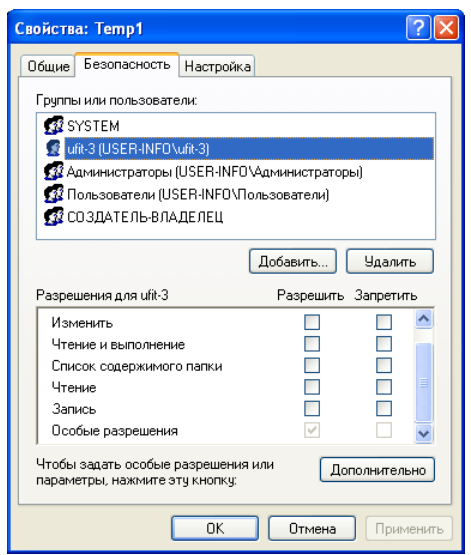 Свойства: Temp1
Общие Безопасность Настройка
Группы или пользователи:
SYSTEM
ufit-3 (USER-INFO\ufit-3)
Администраторы (USER-INFO\Администраторы)
Пользователи (USER-INFO\Пользователи)
СОЗДАТЕЛЬ-ВЛАДЕЛЕЦ
Добавить... Удалить
Разрешения для ufit-3 Разрешить Запретить
Изменить
Чтение и выполнение
Список содержимого папки
Чтение
Запись
Особые разрешения
Чтобы задать особые разрешения или
параметры, нажмите эту кнопку:
Дополнительно
OK Отмена Применить